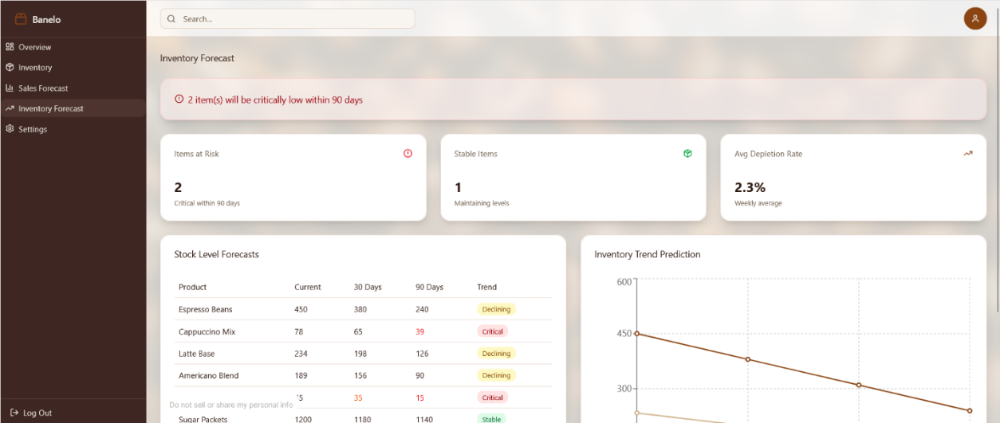 Banelo
Search...
Overview
Inventory
Sales Forecast
Inventory Forecast
Settings
Log Out
Inventory Forecast
2 item(s) will be critically low within 90 days
Items at Risk
2
Critical within 90 days
Stable Items
1
Maintaining levels
Avg Depletion Rate
2.3%
Weekly average
Stock Level Forecasts
Product Current 30 Days 90 Days Trend
Espresso Beans 450 380 240 Declining
Cappuccino Mix 78 65 39 Critical
Latte Base 234 198 126 Declining
Americano Blend 189 156 90 Declining
35 15 Critical
Do not sell or share my personal info
Sugar Packets 1200 1180 1140 Stable
Inventory Trend Prediction
600
450
300